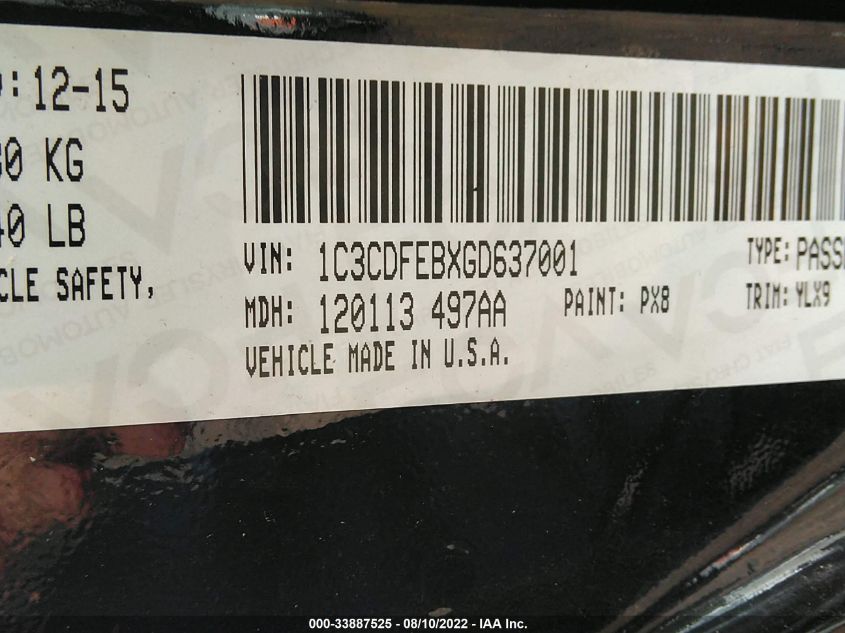 : 12-15
0 KG
0 LB
CLE SAFETY,
VIN: 1C3CDFEBXGD637001 TYPE: PASS
MDH: 120113 497AA PAINT: PX8 TRIM: YLX9
VEHICLE MADE IN U.S.A.
000-33887525 - 08/10/2022 - IAA Inc.